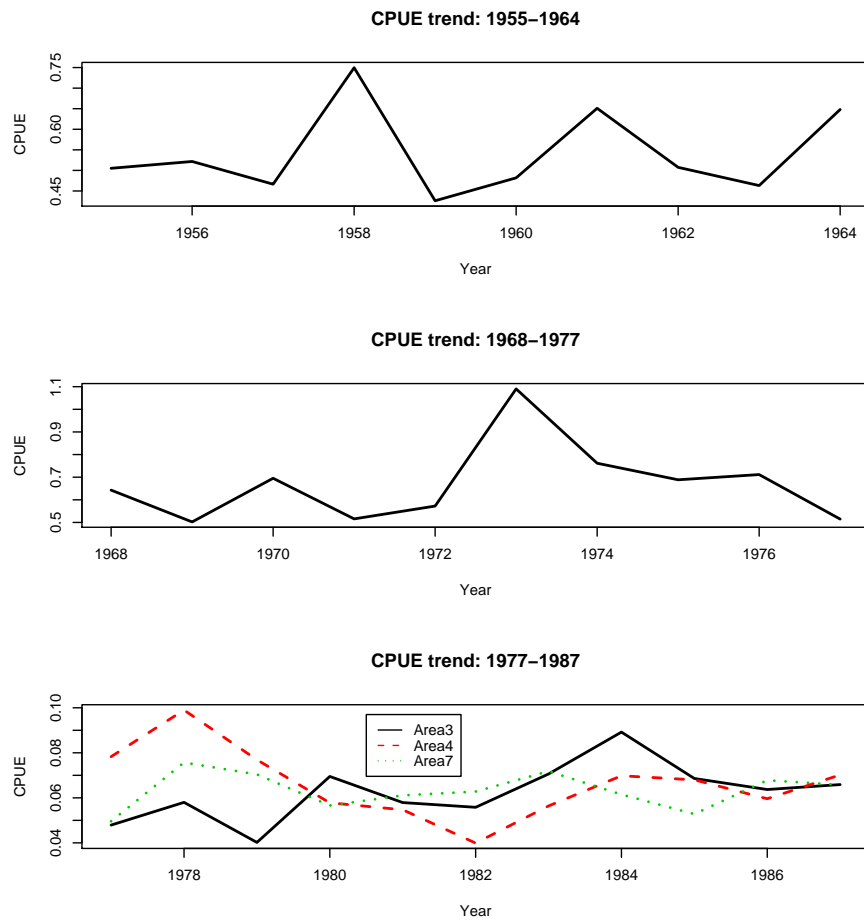 CPUE trend: 1955−1964
0.75
0.60
0.45
CPUE
1956 1958 1960 1962 1964
Year
CPUE trend: 1968−1977
1.1
0.9
0.7
0.5
CPUE
1968 1970 1972 1974 1976
Year
CPUE trend: 1977−1987
0.10
0.08
0.06
0.04
CPUE
Area3
Area4
Area7
1978 1980 1982 1984 1986
Year